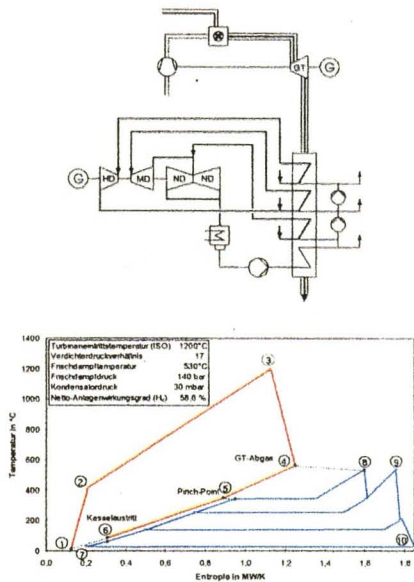 GT
G
G
HD
MD
ND
ND
Turbineneintrittstemperatur (ISO) 1200°C
Verdichterdruckverhältnis 17
Frischdampftemperatur 530°C
Frischdampfdruck 140 bar
Kondensatordruck 30 mbar
Netto-Anlagenwirkungsgrad (Hᵤ) 58,8 %
Temperatur in °C
1400
1200
1000
800
600
400
200
0
1
2
3
4
5
6
7
8
9
10
GT-Abgas
Pinch-Point
Kesselaustritt
0,0 0,2 0,4 0,6 0,8 1,0 1,2 1,4 1,6 1,8
Entropie in MW/K